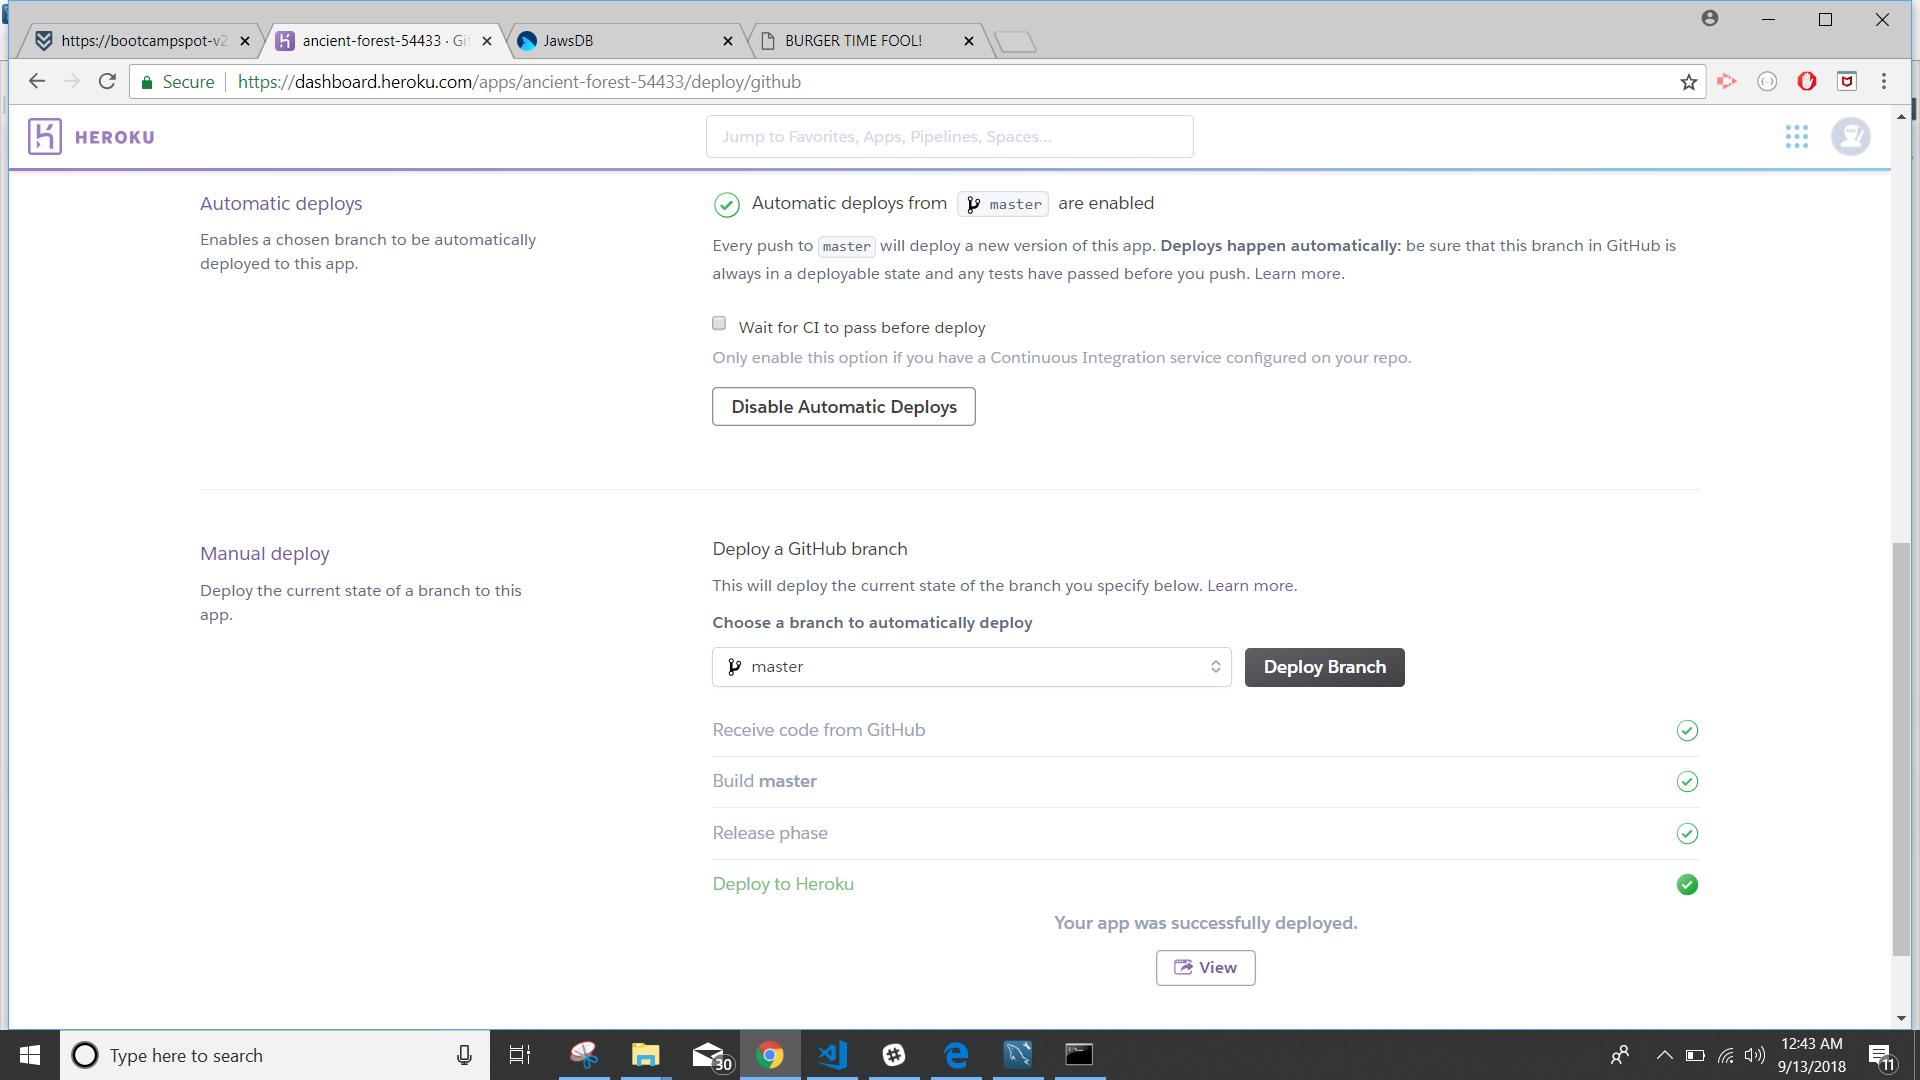 https://bootcampspot-v2
ancient-forest-54433 · Git
JawsDB
BURGER TIME FOOL!
Secure
https://dashboard.heroku.com/apps/ancient-forest-54433/deploy/github
HEROKU
Jump to Favorites, Apps, Pipelines, Spaces...
Automatic deploys
Enables a chosen branch to be automatically
deployed to this app.
Automatic deploys from master are enabled
Every push to master will deploy a new version of this app. Deploys happen automatically: be sure that this branch in GitHub is
always in a deployable state and any tests have passed before you push. Learn more.
Wait for CI to pass before deploy
Only enable this option if you have a Continuous Integration service configured on your repo.
Disable Automatic Deploys
Manual deploy
Deploy the current state of a branch to this
app.
Deploy a GitHub branch
This will deploy the current state of the branch you specify below. Learn more.
Choose a branch to automatically deploy
master
Deploy Branch
Receive code from GitHub
Build master
Release phase
Deploy to Heroku
Your app was successfully deployed.
View
Type here to search
30
12:43 AM
9/13/2018
11